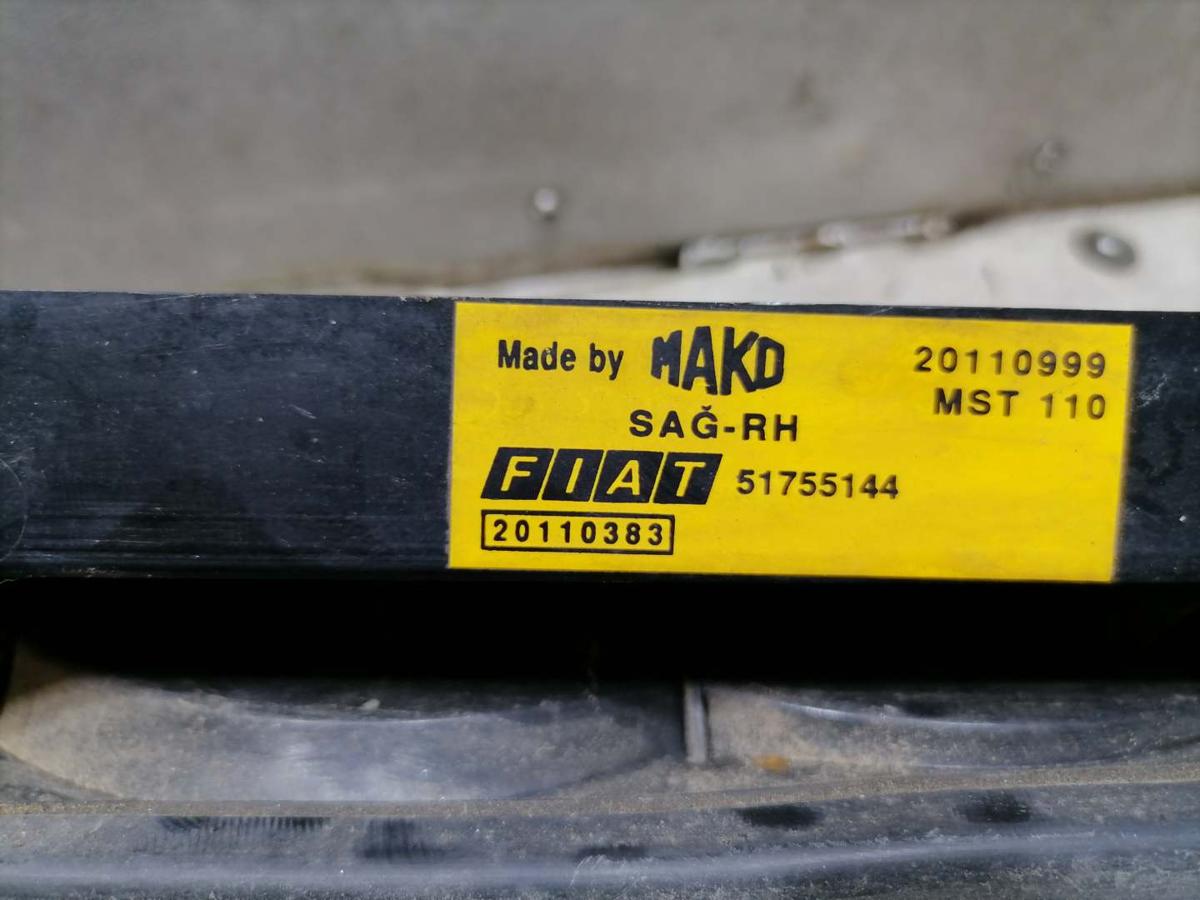 Made by MAKO
20110999
MST 110
SAĞ-RH
FIAT 51755144
20110383